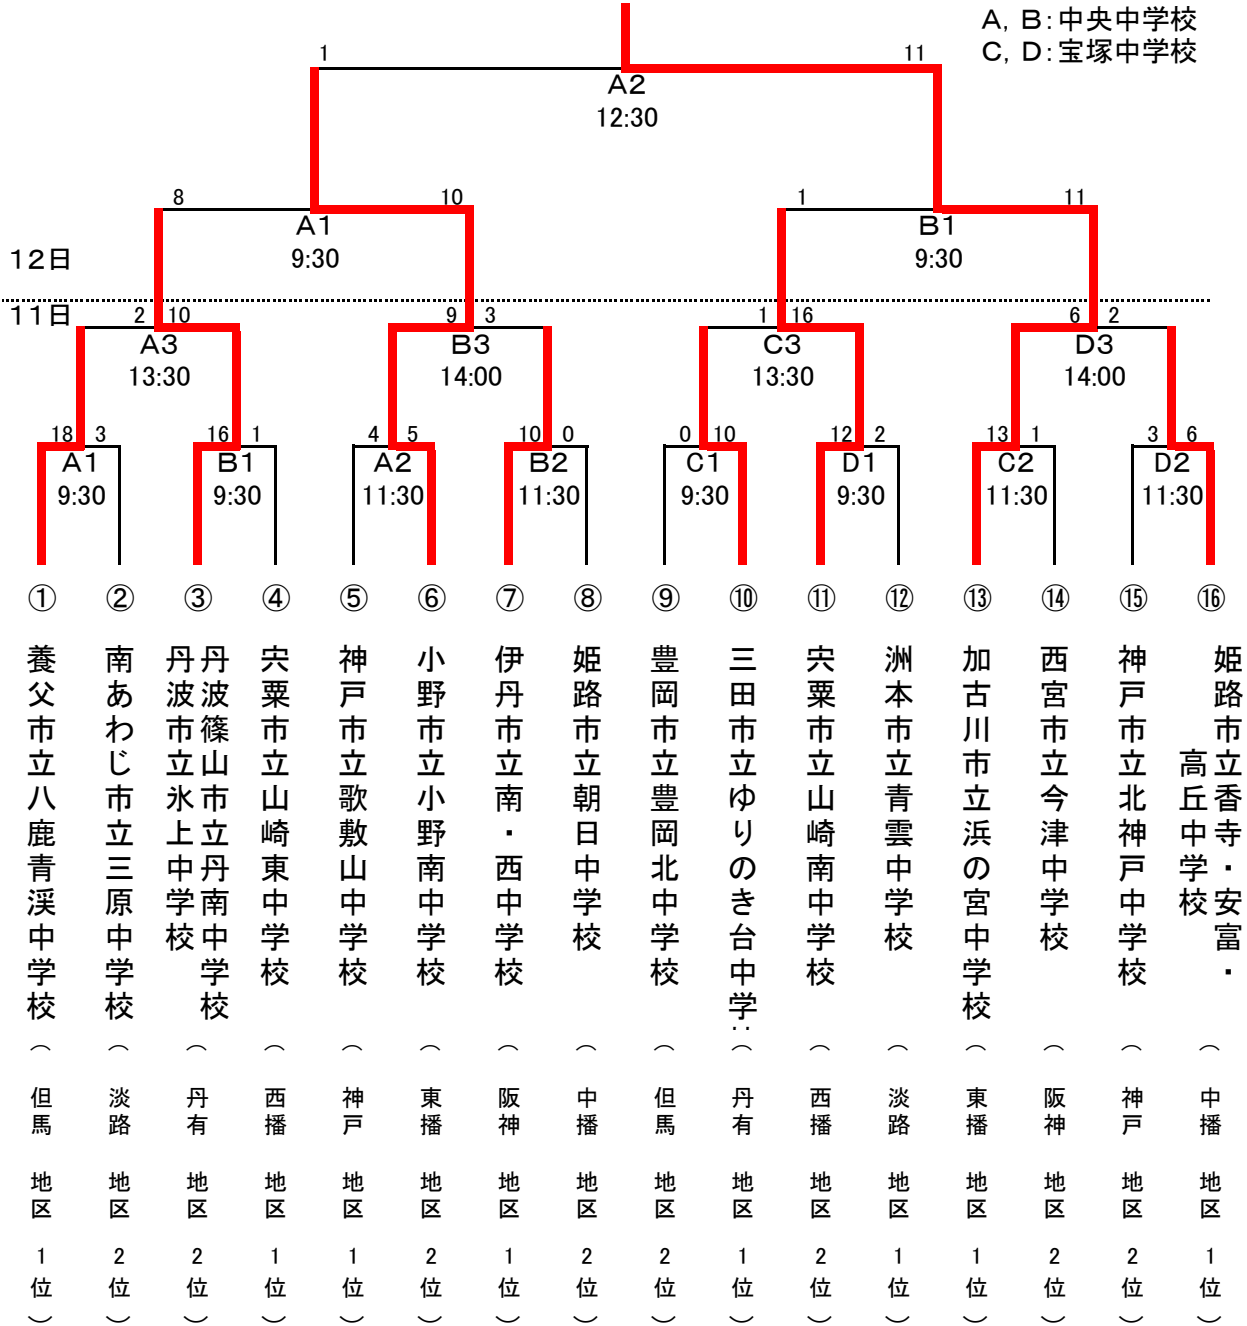 A, B:中央中学校
C, D:宝塚中学校
1 11
A2
12:30
8 10
A1
9:30
1 11
B1
9:30
12日
11日
2 10
A3
13:30
9 3
B3
14:00
1 16
C3
13:30
6 2
D3
14:00
18 3
A1
9:30
16 1
B1
9:30
4 5
A2
11:30
10 0
B2
11:30
0 10
C1
9:30
12 2
D1
9:30
13 1
C2
11:30
3 6
D2
11:30
①
養父市立八鹿青渓中学校
(但馬 地区 1位)
②
南あわじ市立三原中学校
(淡路 地区 2位)
③
丹波篠山市立丹南中学校
丹波市立氷上中学校
(丹有 地区 2位)
④
宍粟市立山崎東中学校
(西播 地区 1位)
⑤
神戸市立歌敷山中学校
(神戸 地区 1位)
⑥
小野市立小野南中学校
(東播 地区 2位)
⑦
伊丹市立南・西中学校
(阪神 地区 1位)
⑧
姫路市立朝日中学校
(中播 地区 2位)
⑨
豊岡市立豊岡北中学校
(但馬 地区 2位)
⑩
三田市立ゆりのき台中学
(丹有 地区 1位)
⑪
宍粟市立山崎南中学校
(西播 地区 2位)
⑫
洲本市立青雲中学校
(淡路 地区 1位)
⑬
加古川市立浜の宮中学校
(東播 地区 1位)
⑭
西宮市立今津中学校
(阪神 地区 2位)
⑮
神戸市立北神戸中学校
(神戸 地区 2位)
⑯
姫路市立香寺・安富・
高丘中学校
(中播 地区 1位)